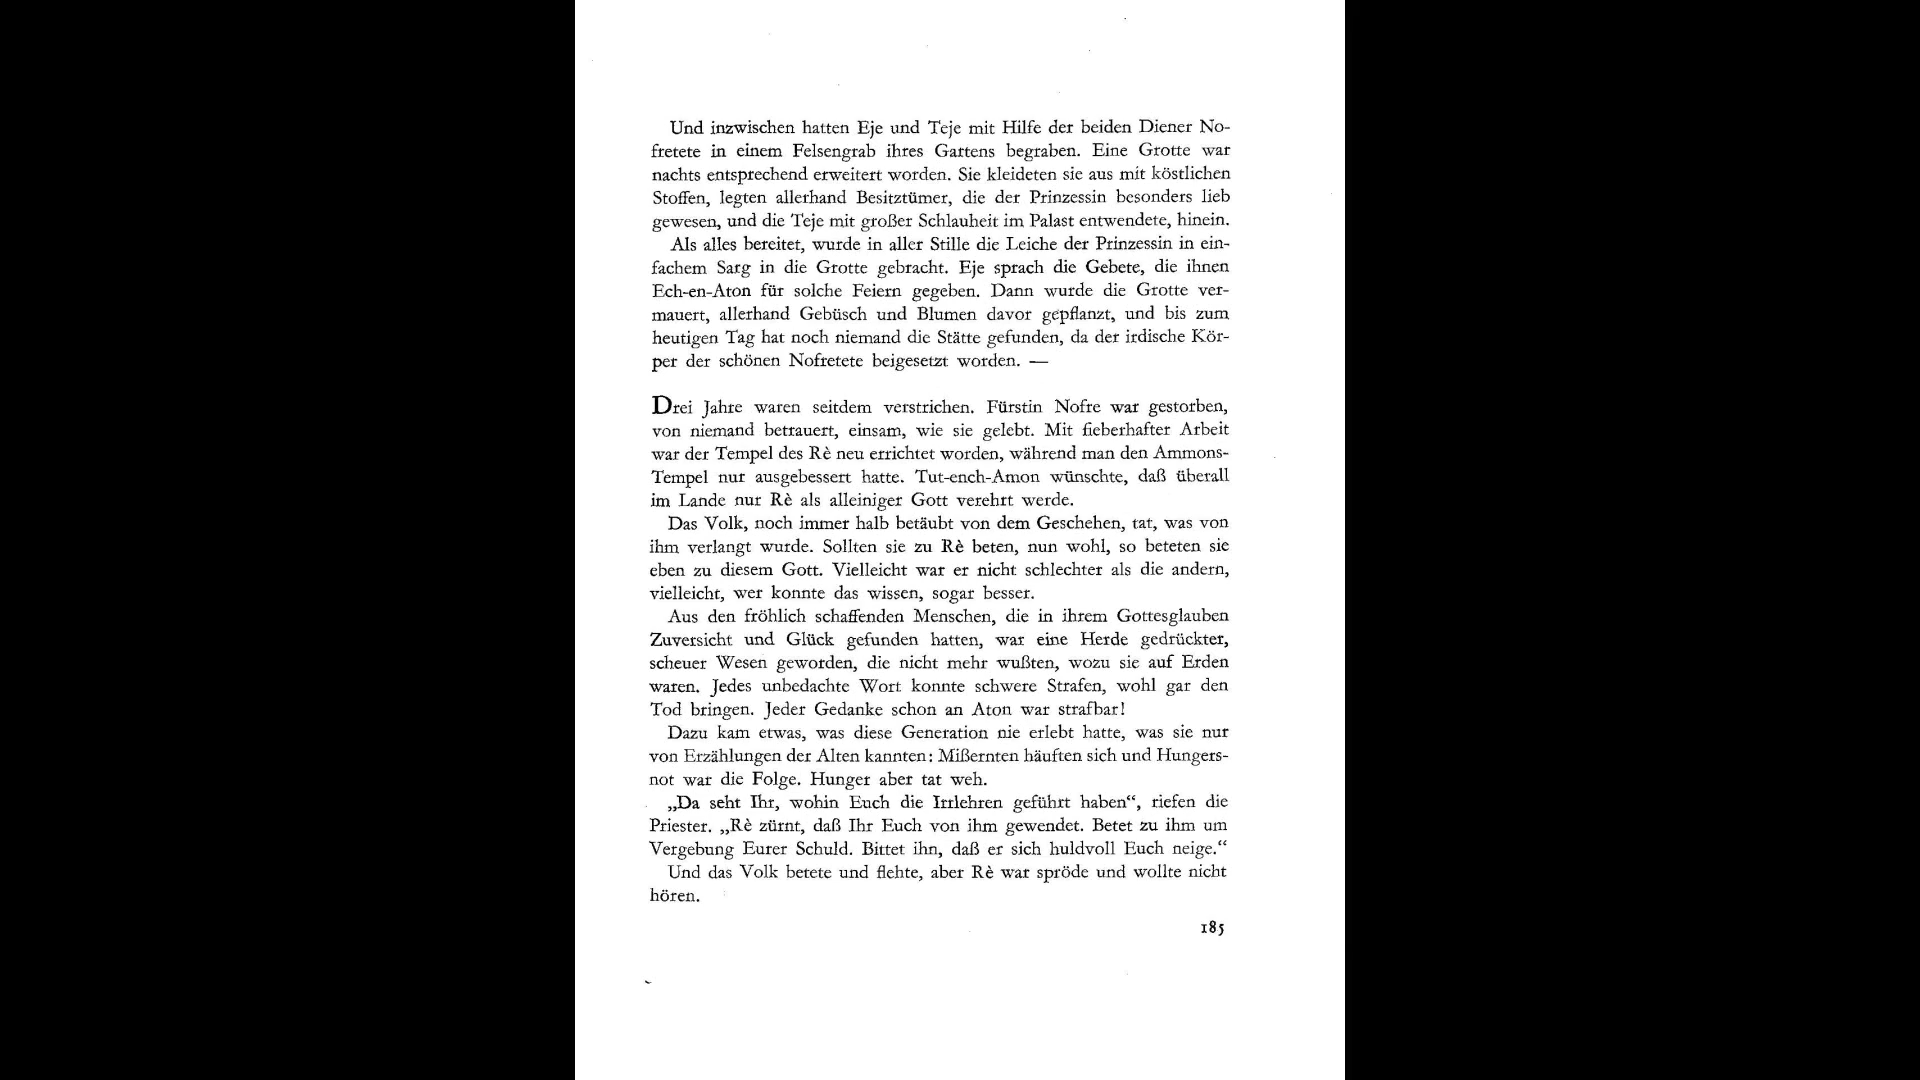 Und inzwischen hatten Eje und Teje mit Hilfe der beiden Diener No-
fretete in einem Felsengrab ihres Gartens begraben. Eine Grotte war
nachts entsprechend erweitert worden. Sie kleideten sie aus mit köstlichen
Stoffen, legten allerhand Besitztümer, die der Prinzessin besonders lieb
gewesen, und die Teje mit großer Schlauheit im Palast entwendete, hinein.
Als alles bereitet, wurde in aller Stille die Leiche der Prinzessin in ein-
fachem Sarg in die Grotte gebracht. Eje sprach die Gebete, die ihnen
Ech-en-Aton für solche Feiern gegeben. Dann wurde die Grotte ver-
mauert, allerhand Gebüsch und Blumen davor gepflanzt, und bis zum
heutigen Tag hat noch niemand die Stätte gefunden, da der irdische Kör-
per der schönen Nofretete beigesetzt worden. —
Drei Jahre waren seitdem verstrichen. Fürstin Nofre war gestorben,
von niemand betrauert, einsam, wie sie gelebt. Mit fieberhafter Arbeit
war der Tempel des Rè neu errichtet worden, während man den Ammons-
Tempel nur ausgebessert hatte. Tut-ench-Amon wünschte, daß überall
im Lande nur Rè als alleiniger Gott verehrt werde.
Das Volk, noch immer halb betäubt von dem Geschehen, tat, was von
ihm verlangt wurde. Sollten sie zu Rè beten, nun wohl, so beteten sie
eben zu diesem Gott. Vielleicht war er nicht schlechter als die andern,
vielleicht, wer konnte das wissen, sogar besser.
Aus den fröhlich schaffenden Menschen, die in ihrem Gottesglauben
Zuversicht und Glück gefunden hatten, war eine Herde gedrückter,
scheuer Wesen geworden, die nicht mehr wußten, wozu sie auf Erden
waren. Jedes unbedachte Wort konnte schwere Strafen, wohl gar den
Tod bringen. Jeder Gedanke schon an Aton war strafbar!
Dazu kam etwas, was diese Generation nie erlebt hatte, was sie nur
von Erzählungen der Alten kannten: Mißernten häuften sich und Hungers-
not war die Folge. Hunger aber tat weh.
„Da seht Ihr, wohin Euch die Irrlehren geführt haben“, riefen die
Priester. „Rè zürnt, daß Ihr Euch von ihm gewendet. Betet zu ihm um
Vergebung Eurer Schuld. Bittet ihn, daß er sich huldvoll Euch neige.“
Und das Volk betete und flehte, aber Rè war spröde und wollte nicht
hören.
185